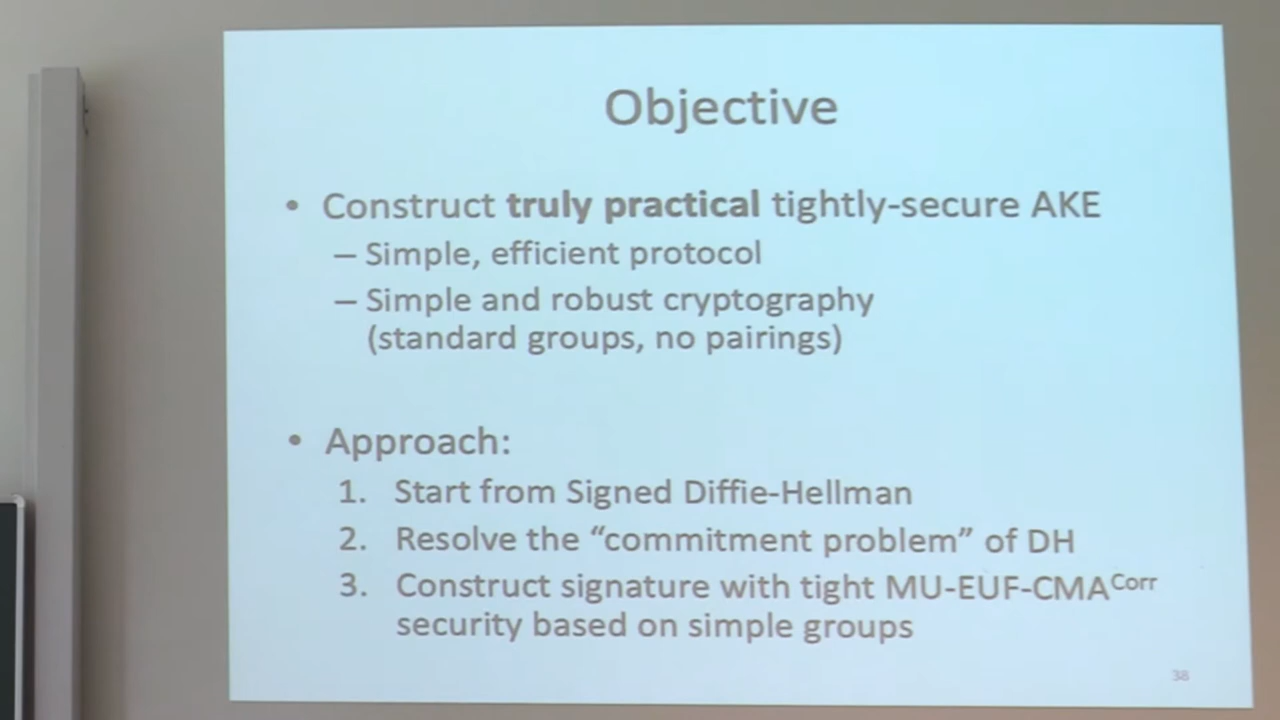 Objective
• Construct truly practical tightly-secure AKE
– Simple, efficient protocol
– Simple and robust cryptography
(standard groups, no pairings)
• Approach:
1. Start from Signed Diffie-Hellman
2. Resolve the “commitment problem” of DH
3. Construct signature with tight MU-EUF-CMACorr
security based on simple groups
38